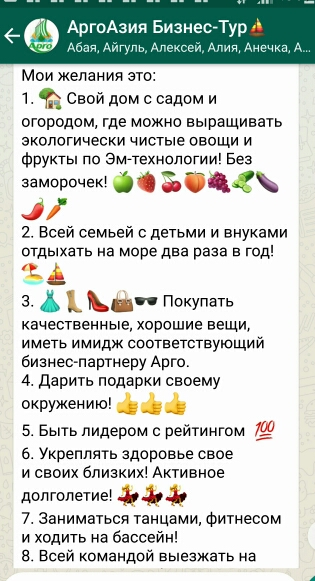 АргоАзия Бизнес-Тур⛵
Абая, Айгуль, Алексей, Алия, Анечка, А...
Арго
Мои желания это:
1. 🏡 Свой дом с садом и
огородом, где можно выращивать
экологически чистые овощи и
фрукты по Эм-технологии! Без
заморочек! 🍏🍓🍒🍑🍇🥒🍆
🌶🥕
2. Всей семьей с детьми и внуками
отдыхать на море два раза в год!
🏖⛵
3. 👗👢👠👜🕶 Покупать
качественные, хорошие вещи,
иметь имидж соответствующий
бизнес-партнеру Арго.
4. Дарить подарки своему
окружению! 👍👍👍
5. Быть лидером с рейтингом 💯
6. Укреплять здоровье свое
и своих близких! Активное
долголетие! 💃💃💃
7. Заниматься танцами, фитнесом
и ходить на бассейн!
8. Всей командой выезжать на